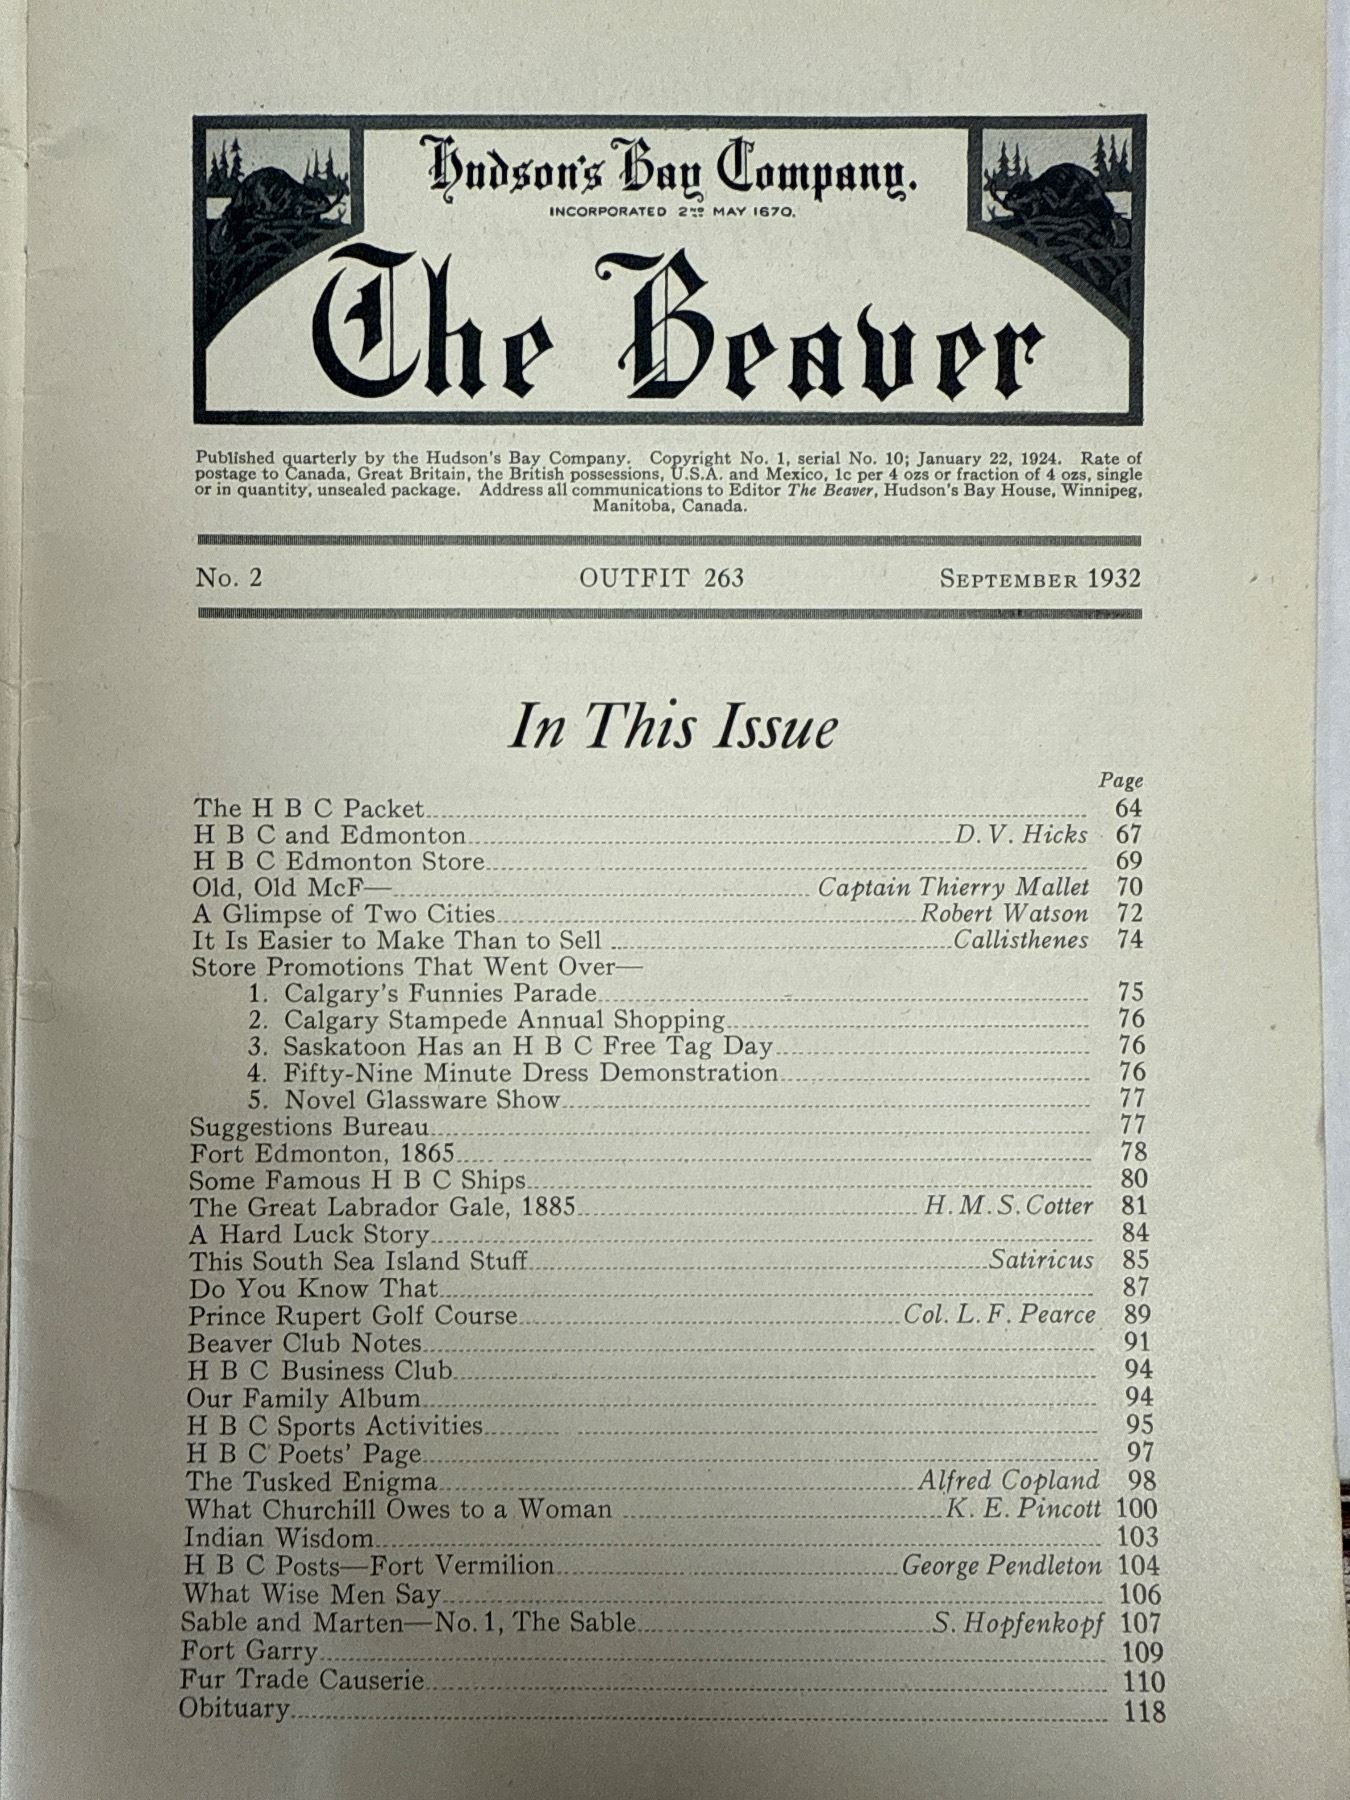 Hudson's Bay Company.
INCORPORATED 2ND MAY 1670.
The Beaver
Published quarterly by the Hudson's Bay Company. Copyright No. 1, serial No. 10; January 22, 1924. Rate of
postage to Canada, Great Britain, the British possessions, U.S.A. and Mexico, 1c per 4 ozs or fraction of 4 ozs, single
or in quantity, unsealed package. Address all communications to Editor The Beaver, Hudson's Bay House, Winnipeg,
Manitoba, Canada.
No. 2 OUTFIT 263 SEPTEMBER 1932
In This Issue
Page
The H B C Packet 64
H B C and Edmonton D. V. Hicks 67
H B C Edmonton Store 69
Old, Old McF— Captain Thierry Mallet 70
A Glimpse of Two Cities Robert Watson 72
It Is Easier to Make Than to Sell Callisthenes 74
Store Promotions That Went Over—
1. Calgary's Funnies Parade 75
2. Calgary Stampede Annual Shopping 76
3. Saskatoon Has an H B C Free Tag Day 76
4. Fifty-Nine Minute Dress Demonstration 76
5. Novel Glassware Show 77
Suggestions Bureau 77
Fort Edmonton, 1865 78
Some Famous H B C Ships 80
The Great Labrador Gale, 1885 H. M. S. Cotter 81
A Hard Luck Story 84
This South Sea Island Stuff Satiricus 85
Do You Know That 87
Prince Rupert Golf Course Col. L. F. Pearce 89
Beaver Club Notes 91
H B C Business Club 94
Our Family Album 94
H B C Sports Activities 95
H B C Poets' Page 97
The Tusked Enigma Alfred Copland 98
What Churchill Owes to a Woman K. E. Pincott 100
Indian Wisdom 103
H B C Posts—Fort Vermilion George Pendleton 104
What Wise Men Say 106
Sable and Marten—No. 1, The Sable S. Hopfenkopf 107
Fort Garry 109
Fur Trade Causerie 110
Obituary 118